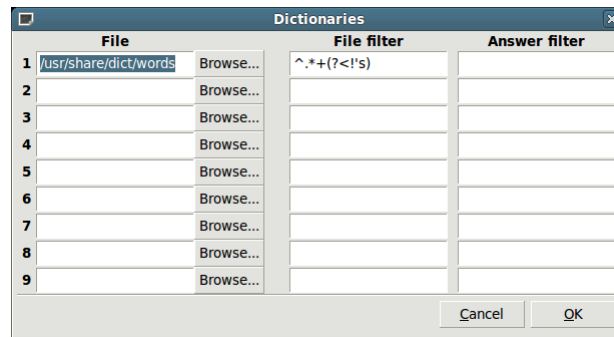 Dictionaries
File File filter Answer filter
1 /usr/share/dict/words Browse... ^.*+(?<!'s)
2 Browse...
3 Browse...
4 Browse...
5 Browse...
6 Browse...
7 Browse...
8 Browse...
9 Browse...
Cancel OK